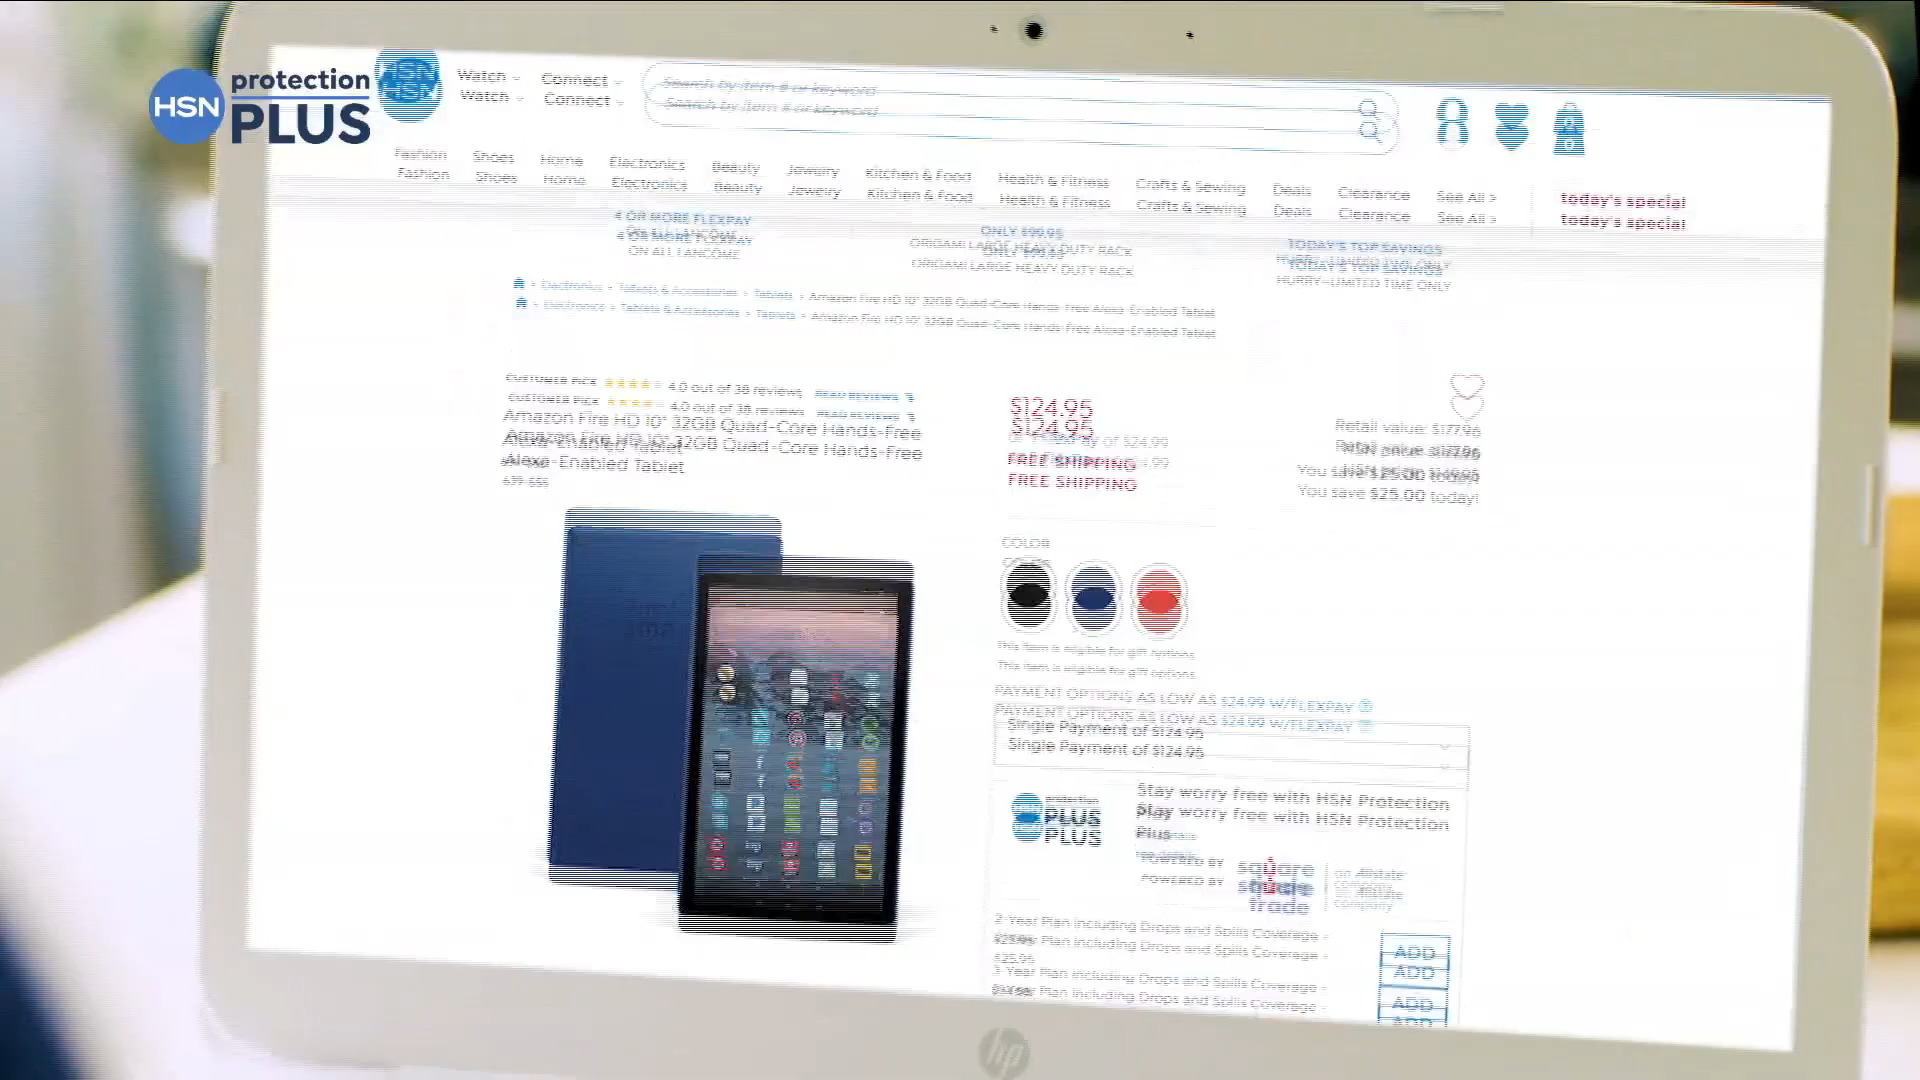 HSN protection PLUS
HSN
Watch Connect Search by item # or keyword
Fashion Shoes Home Electronics Beauty Jewelry Kitchen & Food Health & Fitness Crafts & Sewing Deals Clearance See All > today's special
4 OR MORE FLEXPAY
ON ALL LANCOME
ONLY $99.95
ORIGAMI LARGE HEAVY DUTY RACK
TODAY'S TOP SAVINGS
HURRY-LIMITED TIME ONLY
> Electronics > Tablets & Accessories > Tablets > Amazon Fire HD 10" 32GB Quad-Core Hands-Free Alexa-Enabled Tablet
CUSTOMER PICK 4.0 out of 38 reviews READ REVIEWS
Amazon Fire HD 10" 32GB Quad-Core Hands-Free
Alexa-Enabled Tablet
$124.95
of $24.99
FREE SHIPPING
Retail value: $177.96
You save $25.00 today!
COLOR
This item is eligible for gift options.
PAYMENT OPTIONS AS LOW AS $24.99 W/FLEXPAY
Single Payment of $124.95
protection PLUS
Stay worry free with HSN Protection
Plus
POWERED BY square trade
an Allstate company
2-Year Plan Including Drops and Spills Coverage -
$25.95
ADD
3-Year Plan Including Drops and Spills Coverage -
ADD
hp